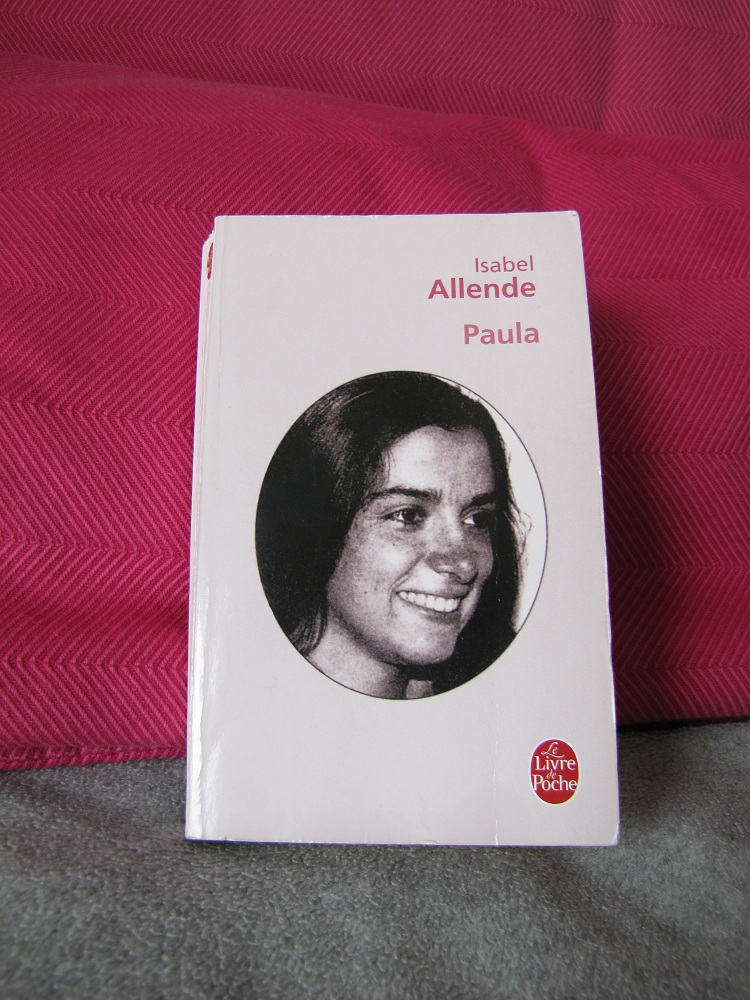 Isabel
Allende
Paula
Le
Livre
de
Poche